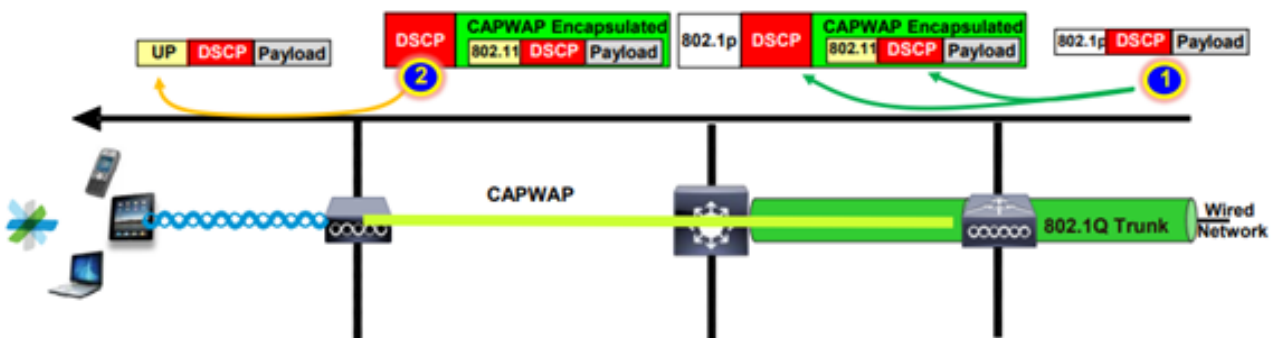 UP DSCP Payload
DSCP
CAPWAP Encapsulated
802.11 DSCP Payload
2
802.1p DSCP
CAPWAP Encapsulated
802.11 DSCP Payload
802.1p DSCP Payload
1
CAPWAP
802.1Q Trunk
Wired
Network